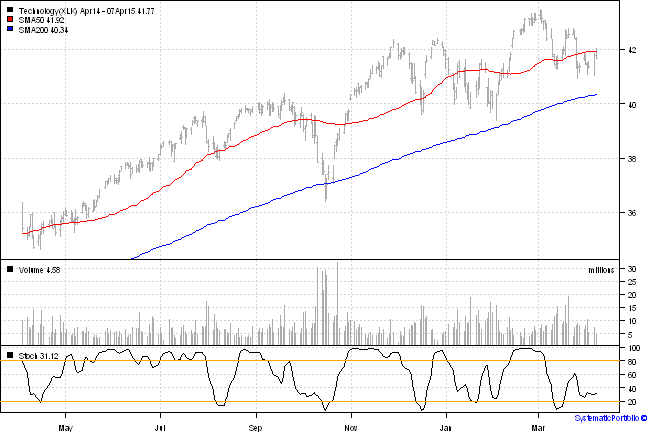 Technology(XLK) Apr14 - 07Apr15 41.77
SMA50 41.92
SMA200 40.34
42
40
38
36
Volume 4.58
millions
30
25
20
15
10
5
Stoch 31.12
100
80
60
40
20
May
Jul
Sep
Nov
Jan
Mar
SystematicPortfolio ©